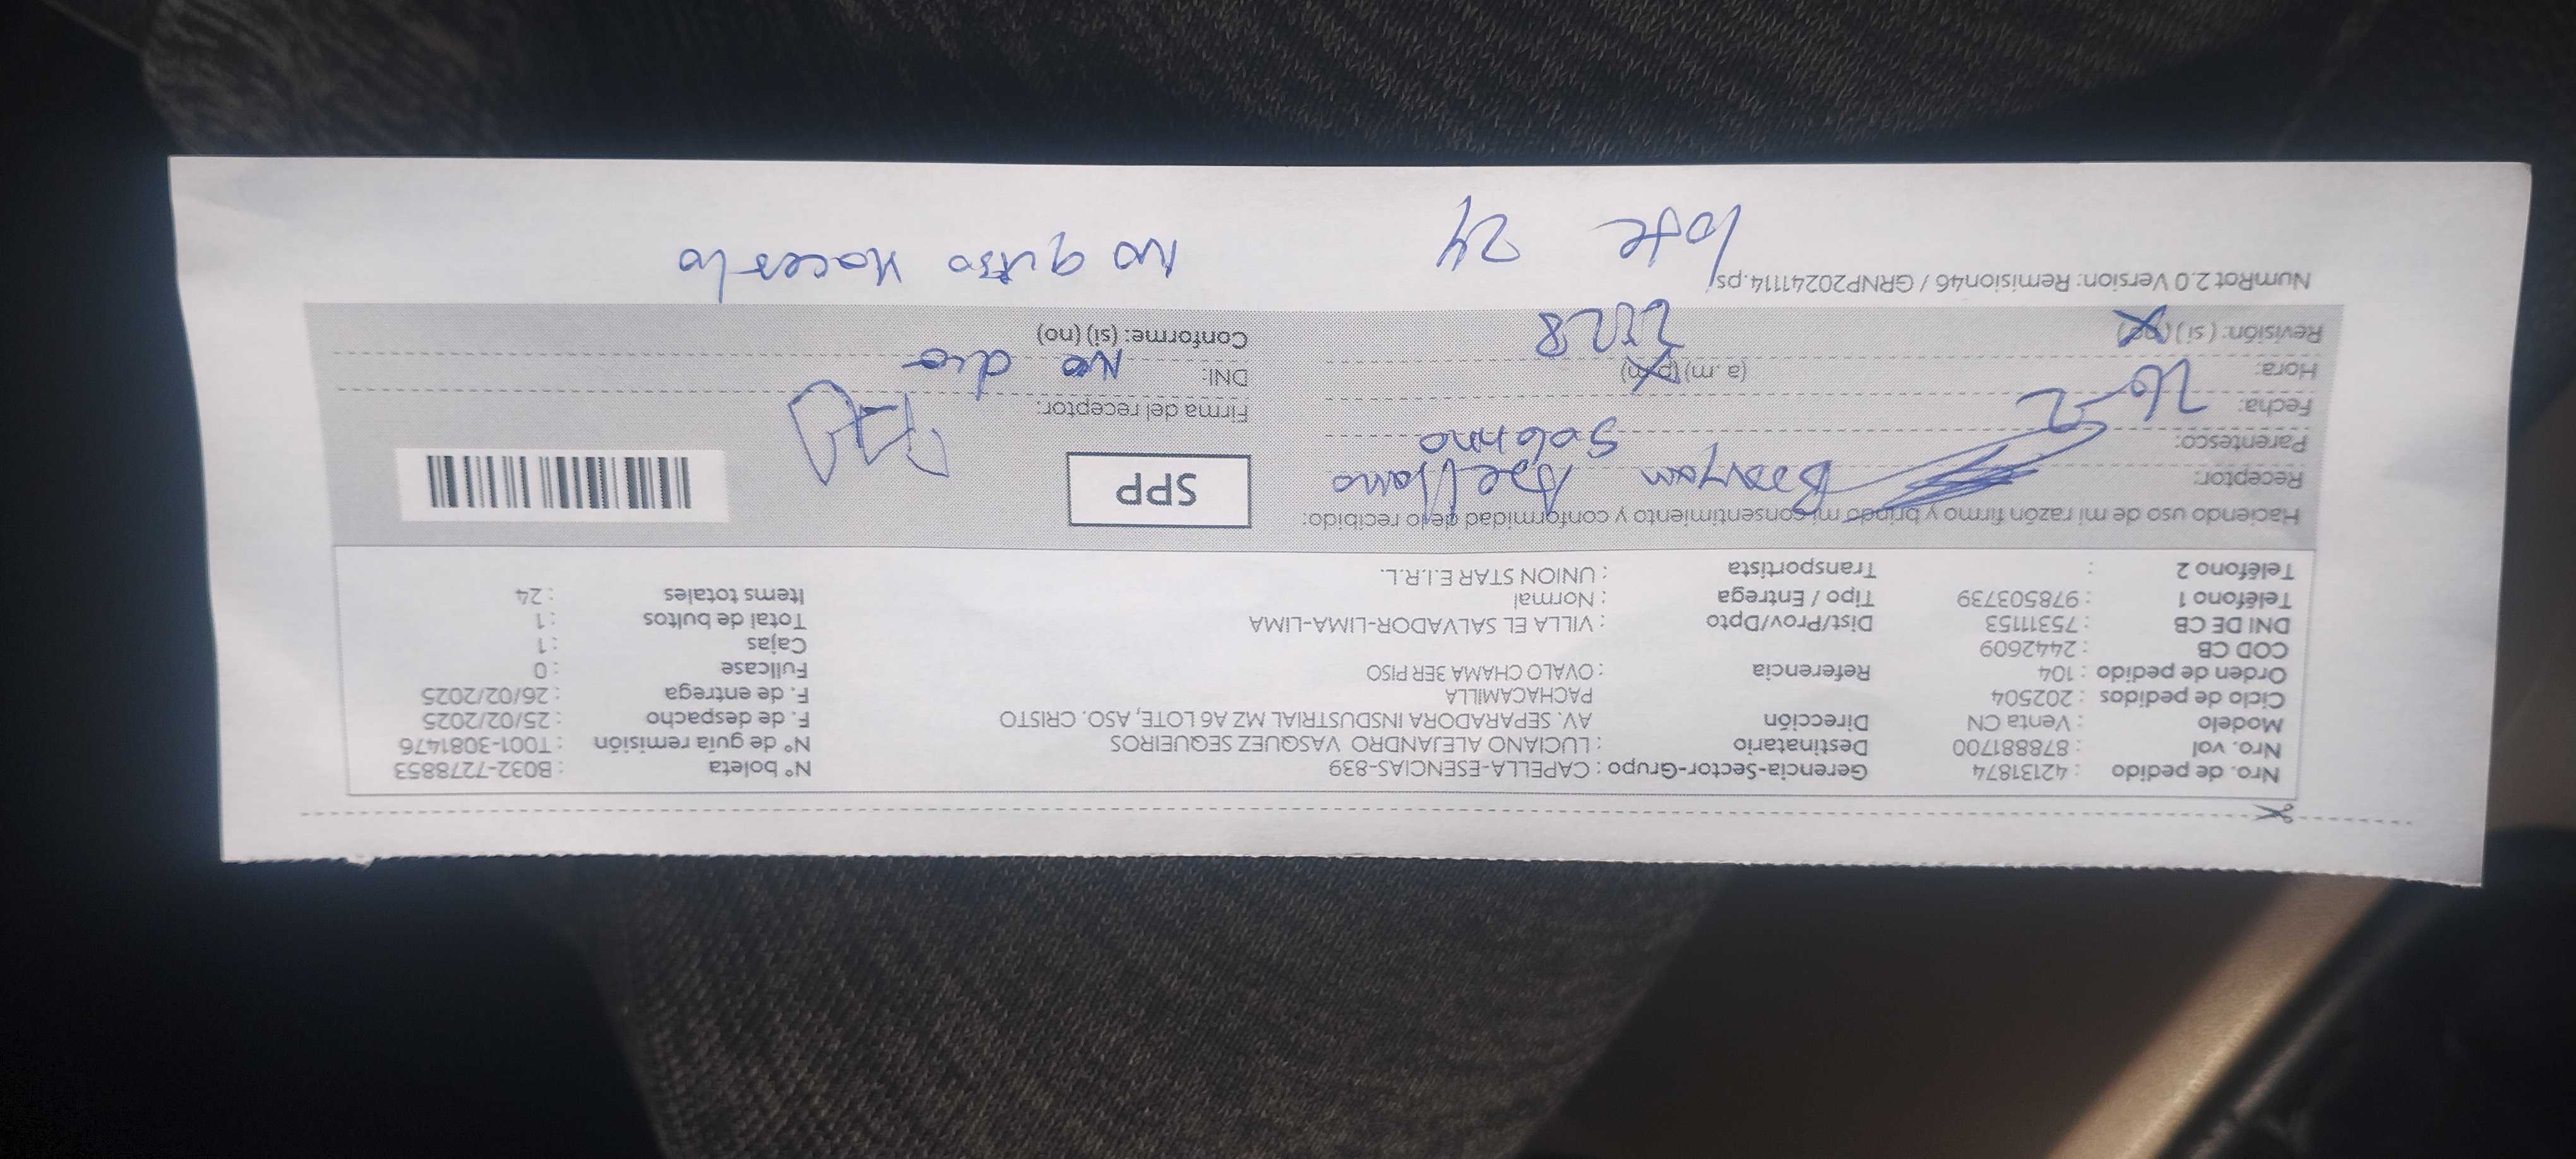 Nro. de pedido : 42131874 Gerencia-Sector-Grupo : CAPELLA-ESENCIAS-839 N° boleta : B032-7278853
Nro. vol : 878881700 Destinatario : LUCIANO ALEJANDRO VASQUEZ SEQUEIROS N° de guía remisión : T001-3081476
Modelo : Venta CN Dirección AV. SEPARADORA INSDUSTRIAL MZ A6 LOTE, ASO. CRISTO F. de despacho : 25/02/2025
Ciclo de pedidos : 202504 PACHACAMILLA F. de entrega : 26/02/2025
Orden de pedido : 104 Referencia : OVALO CHAMA 3ER PISO Fullcase : 0
COD CB : 2442609 Cajas : 1
DNI DE CB : 75311153 Dist/Prov/Dpto : VILLA EL SALVADOR-LIMA-LIMA Total de bultos : 1
Teléfono 1 : 978503739 Tipo / Entrega : Normal Items totales : 24
Teléfono 2 : Transportista : UNION STAR E.I.R.L.
Haciendo uso de mi razón firmo y brindo mi consentimiento y conformidad de lo recibido:
Receptor: SPP
Parentesco: Sobrino
Fecha: 26-2 Firma del receptor:
Hora: (a. m) (p. m) DNI: No dio
Revisión: ( si ) (no) 2528 Conforme: (si) (no)
NumRot 2.0 Version: Remision46 / GRNP20241114.ps
lote 24 No quiso Hacerlo